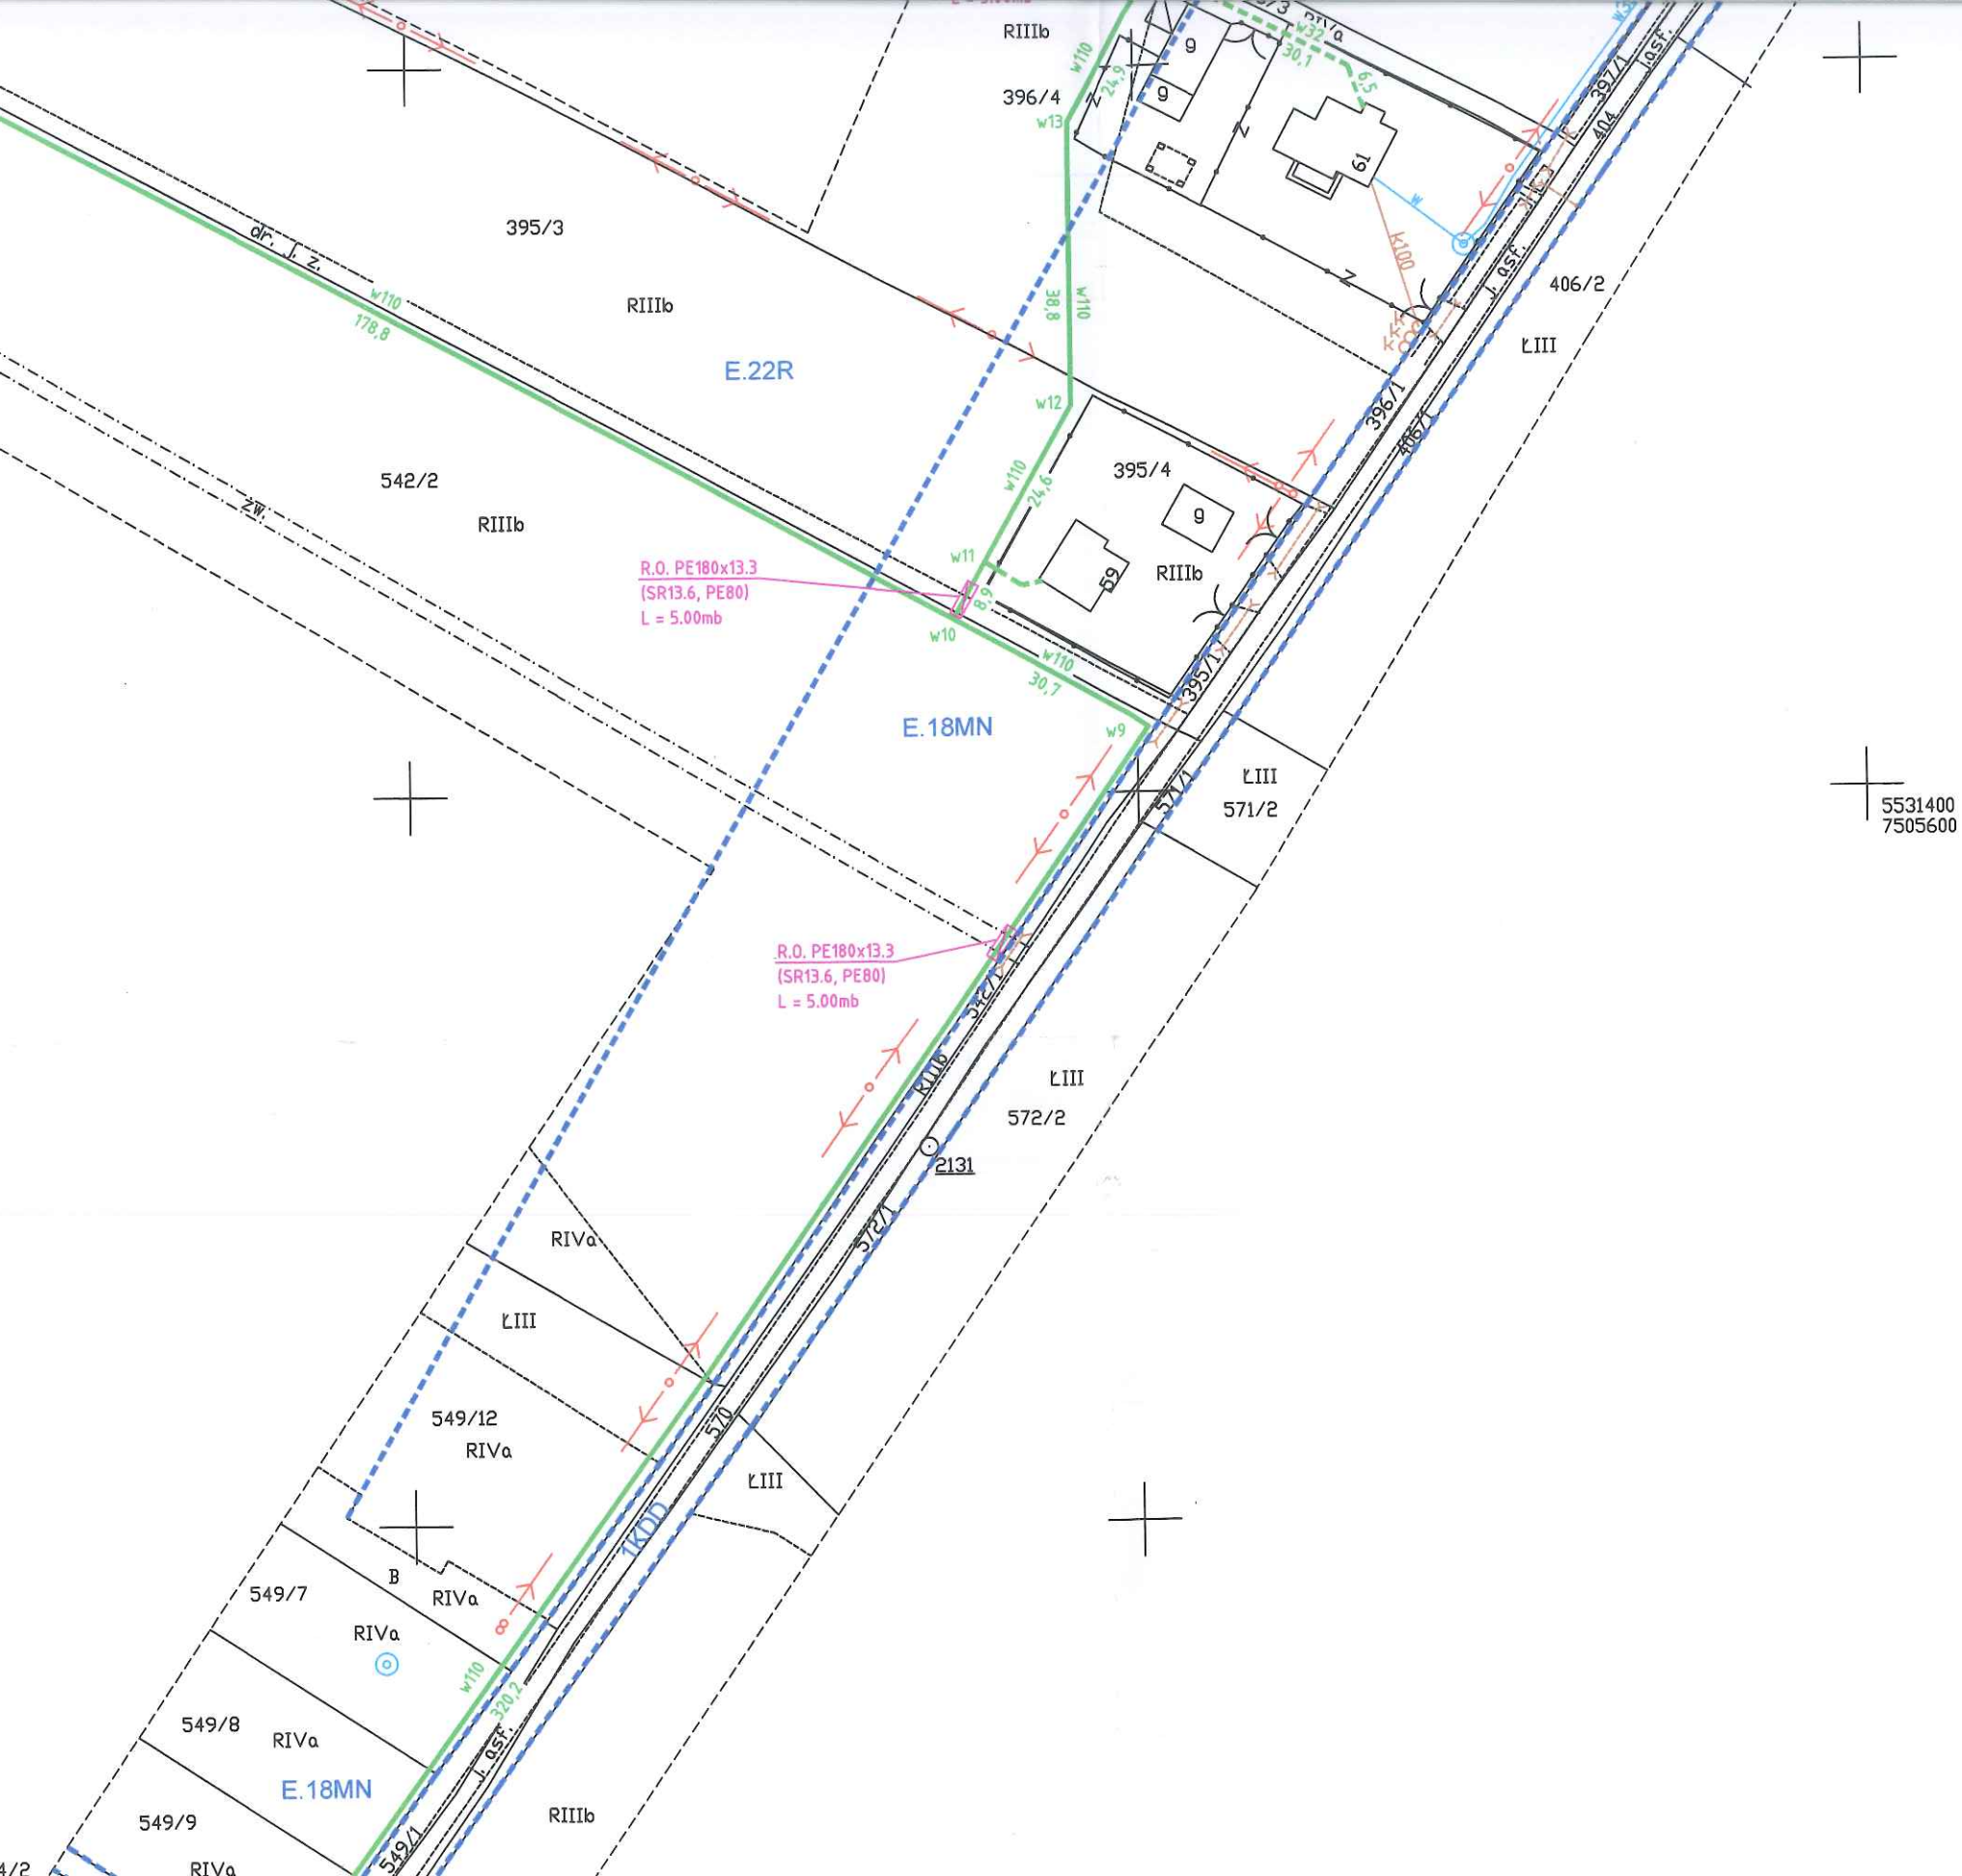 RIIIb
396/4
w110
24,9
w13
g
g
w32
30,1
6,5
RIVa
61
w
k100
k
k
k
397/1
j.asf.
404
j. asf.
406/2
ŁIII
395/3
dr. j. z.
w110
178,8
RIIIb
w110
38,8
E.22R
w12
396/1
406/1
542/2
żw.
RIIIb
w110
24,6
395/4
g
59
RIIIb
R.O. PE180x13.3
(SR13.6, PE80)
L = 5.00mb
w11
8,9
w10
w110
30,7
395/1
E.18MN
w9
571/1
ŁIII
571/2
5531400
7505600
R.O. PE180x13.3
(SR13.6, PE80)
L = 5.00mb
542/1
RIIIb
ŁIII
572/2
2131
572/1
RIVa
ŁIII
549/12
RIVa
570
ŁIII
1KDD
B
549/7
RIVa
RIVa
w110
320,2
549/8
RIVa
j. asf.
E.18MN
549/9
RIIIb
549/1
4/2
RIVa